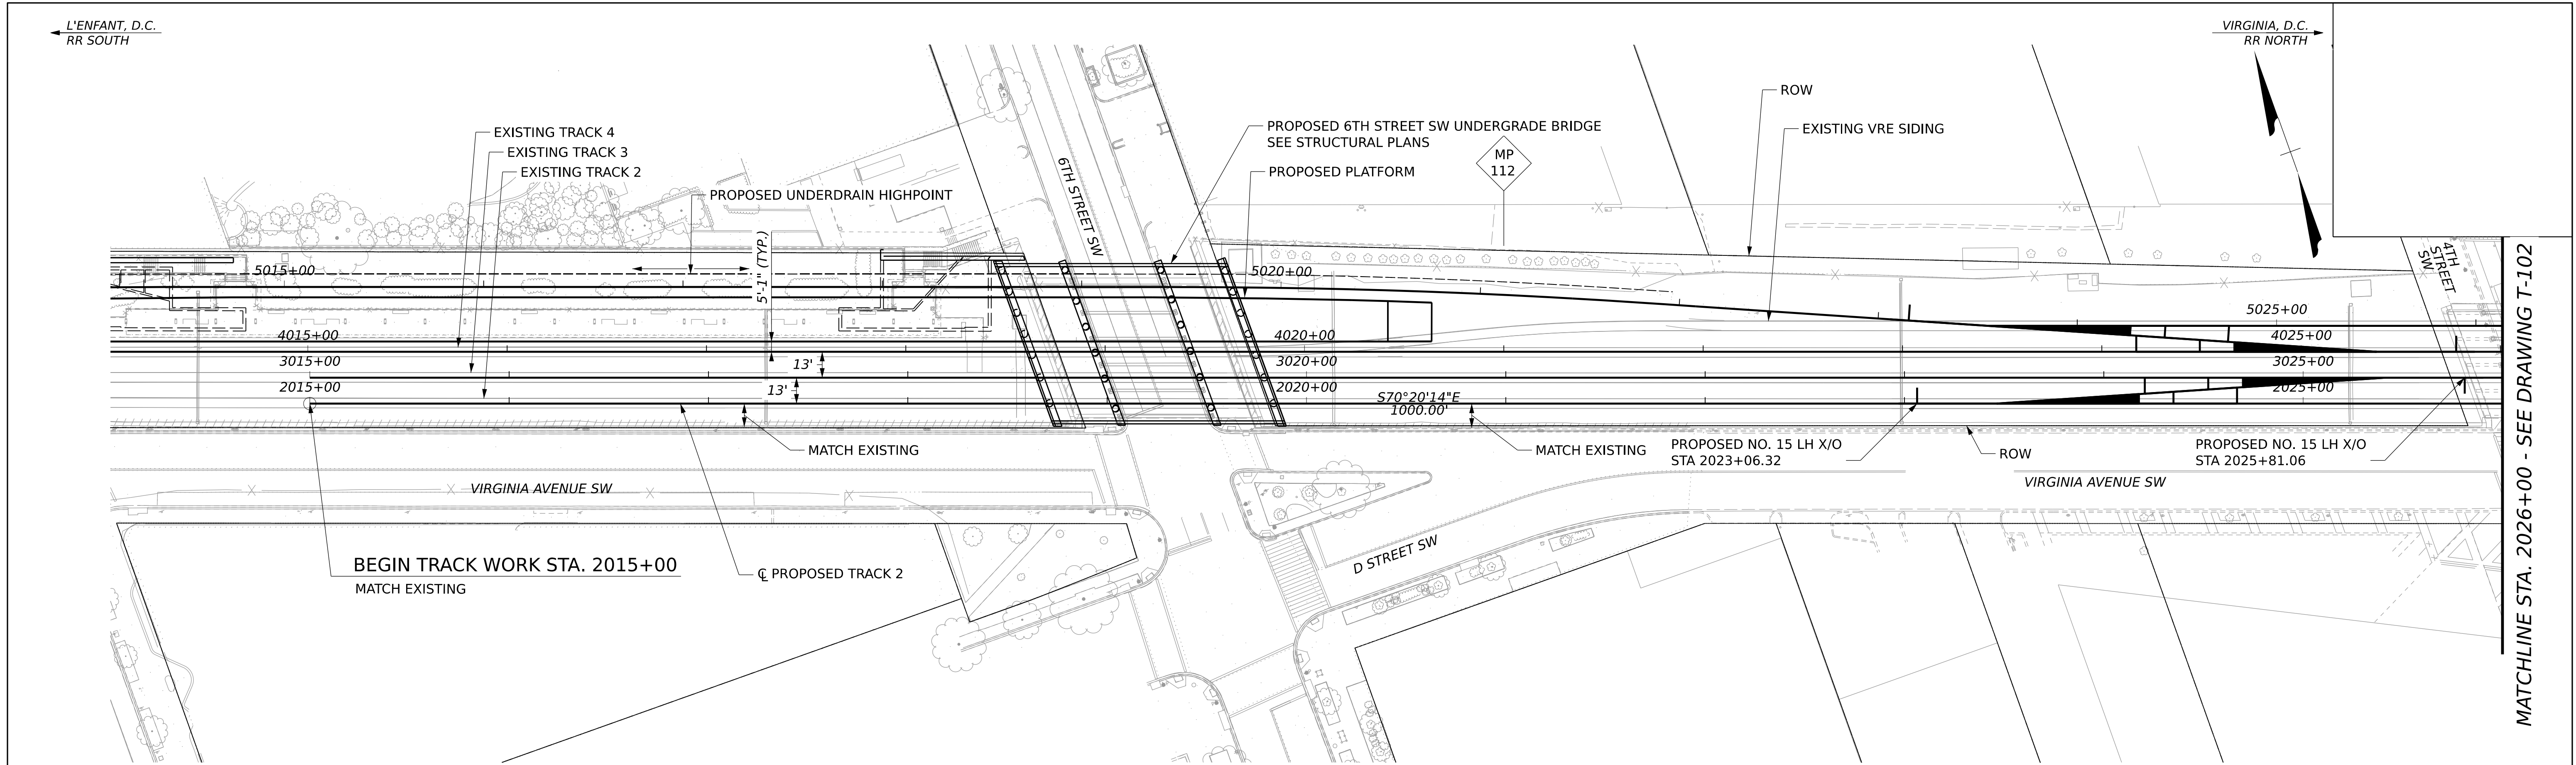 L'ENFANT, D.C.
RR SOUTH
VIRGINIA, D.C.
RR NORTH
EXISTING TRACK 4
EXISTING TRACK 3
EXISTING TRACK 2
PROPOSED UNDERDRAIN HIGHPOINT
6TH STREET SW
PROPOSED 6TH STREET SW UNDERGRADE BRIDGE
SEE STRUCTURAL PLANS
PROPOSED PLATFORM
MP
112
ROW
EXISTING VRE SIDING
4TH
STREET
SW
5015+00
5'-1" (TYP.)
5020+00
5025+00
4015+00
4020+00
4025+00
3015+00
13'
3020+00
3025+00
2015+00
13'
2020+00
2025+00
S70°20'14"E
1000.00'
MATCH EXISTING
MATCH EXISTING
PROPOSED NO. 15 LH X/O
STA 2023+06.32
ROW
PROPOSED NO. 15 LH X/O
STA 2025+81.06
VIRGINIA AVENUE SW
VIRGINIA AVENUE SW
D STREET SW
BEGIN TRACK WORK STA. 2015+00
MATCH EXISTING
℄ PROPOSED TRACK 2
MATCHLINE STA. 2026+00 - SEE DRAWING T-102